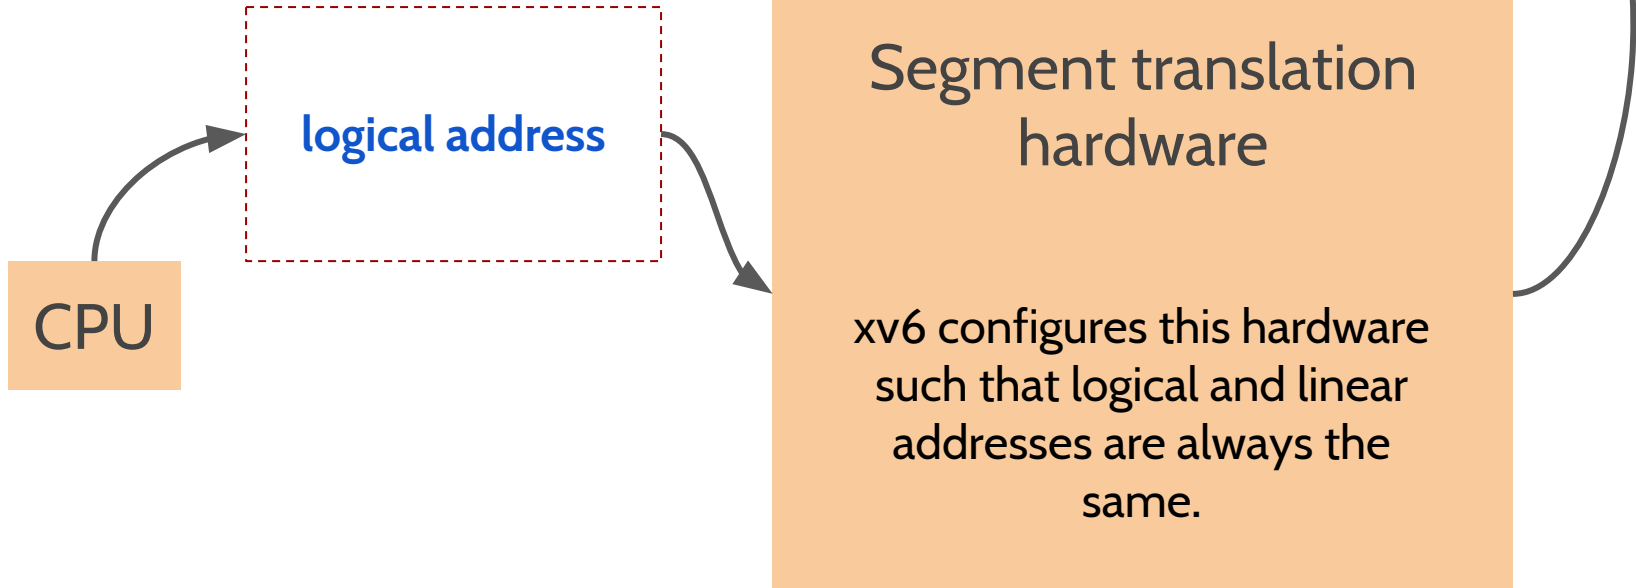 logical address
CPU
Segment translation
hardware
xv6 configures this hardware
such that logical and linear
addresses are always the
same.